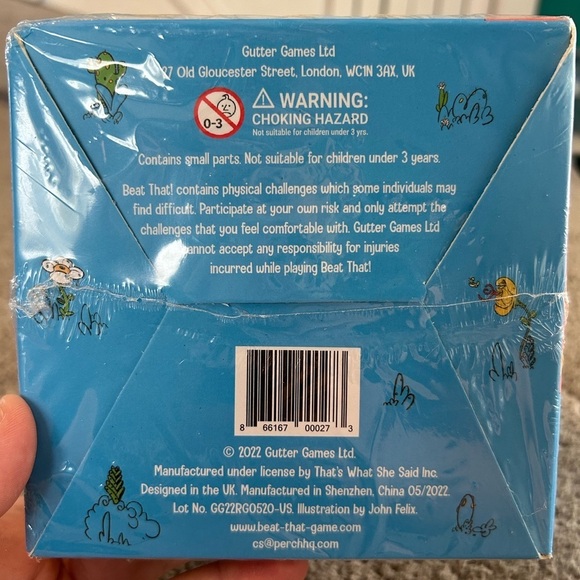 Gutter Games Ltd
27 Old Gloucester Street, London, WC1N 3AX, UK
0-3
WARNING:
CHOKING HAZARD
Not suitable for children under 3 yrs.
Contains small parts. Not suitable for children under 3 years.
Beat That! contains physical challenges which some individuals may
find difficult. Participate at your own risk and only attempt the
challenges that you feel comfortable with. Gutter Games Ltd
cannot accept any responsibility for injuries
incurred while playing Beat That!
8 66167 00027 3
© 2022 Gutter Games Ltd.
Manufactured under license by That's What She Said Inc.
Designed in the UK. Manufactured in Shenzhen, China 05/2022.
Lot No. GG22RG0520-US. Illustration by John Felix.
www.beat-that-game.com
cs@perchhq.com